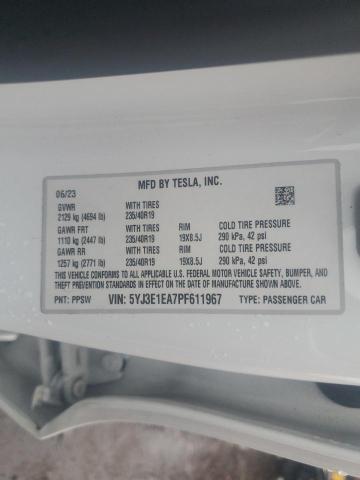 MFD BY TESLA, INC.
06/23
GVWR WITH TIRES
2129 kg (4694 lb) 235/40R19
GAWR FRT WITH TIRES RIM COLD TIRE PRESSURE
1110 kg (2447 lb) 235/40R19 19X8.5J 290 kPa, 42 psi
GAWR RR WITH TIRES RIM COLD TIRE PRESSURE
1257 kg (2771 lb) 235/40R19 19X8.5J 290 kPa, 42 psi
THIS VEHICLE CONFORMS TO ALL APPLICABLE U.S. FEDERAL MOTOR VEHICLE SAFETY, BUMPER, AND
THEFT PREVENTION STANDARDS IN EFFECT ON THE DATE OF MANUFACTURE SHOWN ABOVE.
PNT: PPSW VIN: 5YJ3E1EA7PF611967 TYPE: PASSENGER CAR